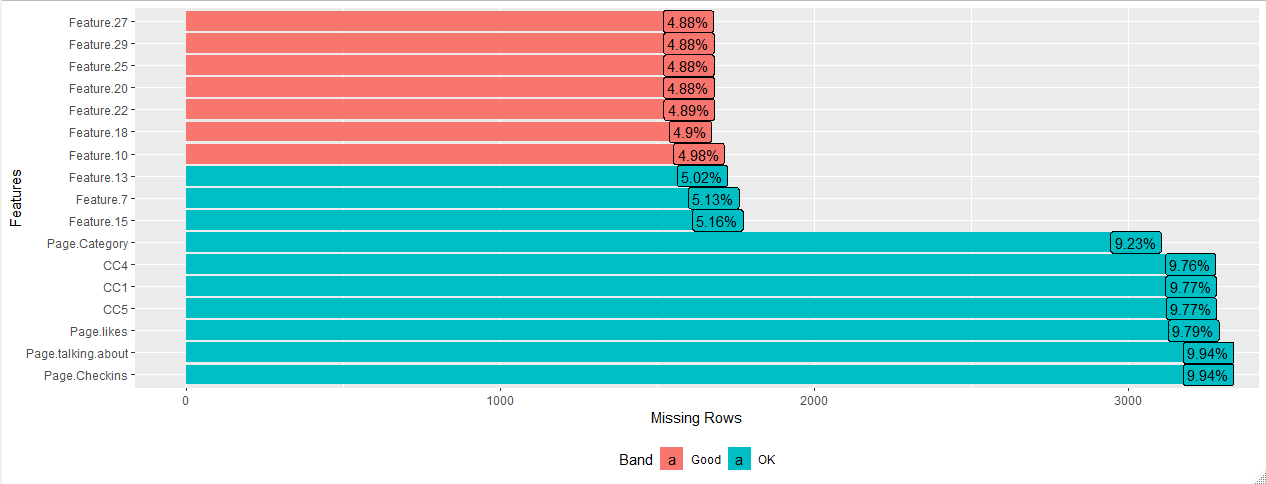 Features
Feature.27 4.88%
Feature.29 4.88%
Feature.25 4.88%
Feature.20 4.88%
Feature.22 4.89%
Feature.18 4.9%
Feature.10 4.98%
Feature.13 5.02%
Feature.7 5.13%
Feature.15 5.16%
Page.Category 9.23%
CC4 9.76%
CC1 9.77%
CC5 9.77%
Page.likes 9.79%
Page.talking.about 9.94%
Page.Checkins 9.94%
0 1000 2000 3000
Missing Rows
Band a Good a OK